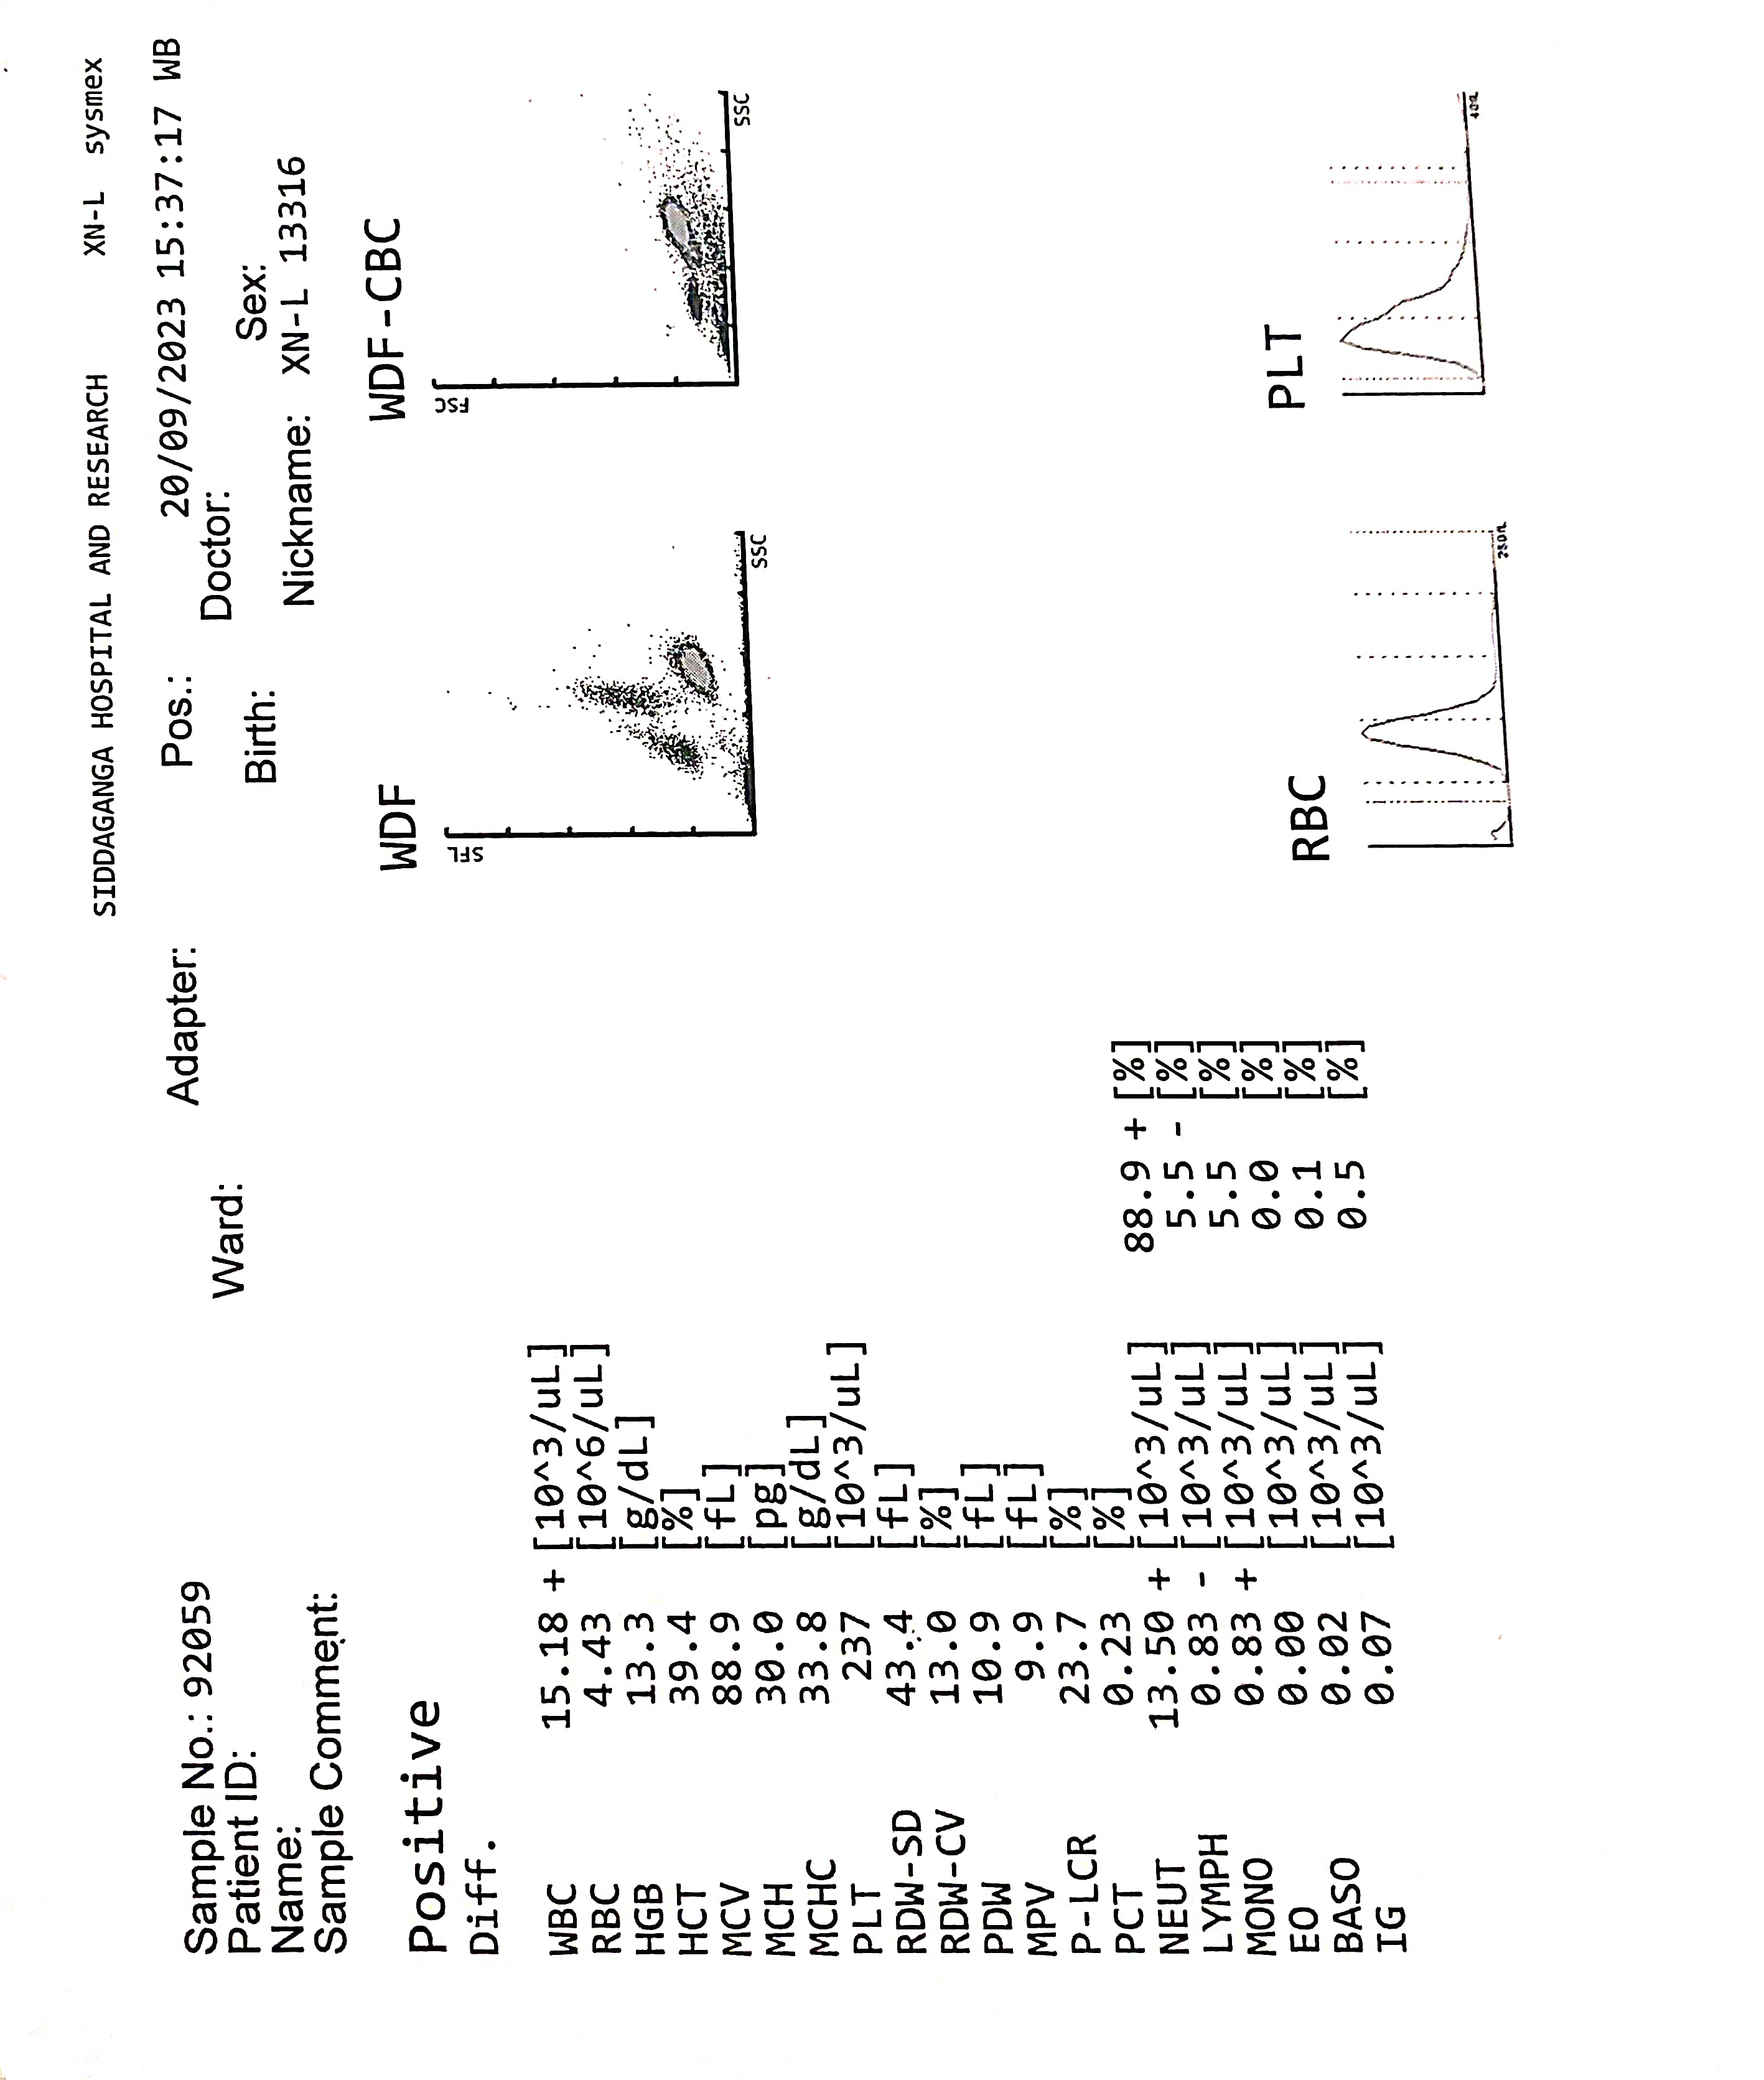 SIDDAGANGA HOSPITAL AND RESEARCH XN-L sysmex
Sample No.: 92059 Adapter: Pos.: 20/09/2023 15:37:17 WB
Patient ID: Ward: Doctor:
Name: Birth: Sex:
Sample Comment: Nickname: XN-L 13316
Positive
Diff.
WDF
WDF-CBC
SFL
SSC
FSC
SSC
WBC 15.18 + [10^3/uL]
RBC 4.43 [10^6/uL]
HGB 13.3 [g/dL]
HCT 39.4 [%]
MCV 88.9 [fL]
MCH 30.0 [pg]
MCHC 33.8 [g/dL]
PLT 237 [10^3/uL]
RDW-SD 43.4 [fL]
RDW-CV 13.0 [%]
PDW 10.9 [fL]
MPV 9.9 [fL]
P-LCR 23.7 [%]
PCT 0.23 [%]
NEUT 13.50 + [10^3/uL] 88.9 + [%]
LYMPH 0.83 - [10^3/uL] 5.5 - [%]
MONO 0.83 + [10^3/uL] 5.5 [%]
EO 0.00 [10^3/uL] 0.0 [%]
BASO 0.02 [10^3/uL] 0.1 [%]
IG 0.07 [10^3/uL] 0.5 [%]
RBC
250fL
PLT
40fL